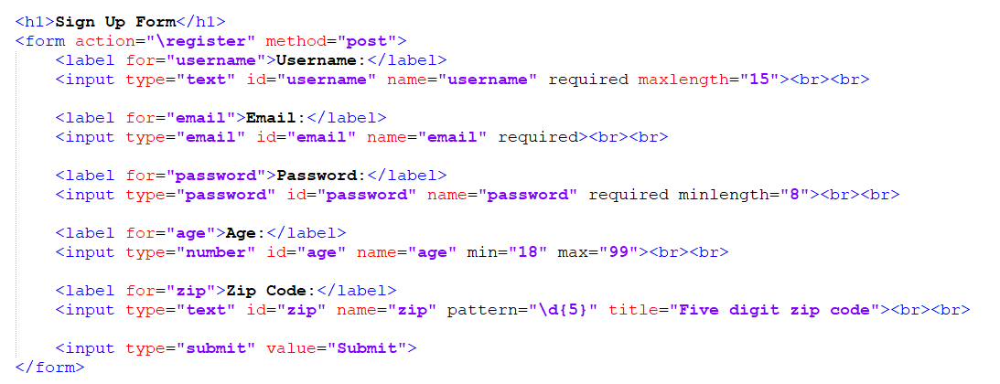 <h1>Sign Up Form</h1>
<form action="\register" method="post">
<label for="username">Username:</label>
<input type="text" id="username" name="username" required maxlength="15"><br><br>
<label for="email">Email:</label>
<input type="email" id="email" name="email" required><br><br>
<label for="password">Password:</label>
<input type="password" id="password" name="password" required minlength="8"><br><br>
<label for="age">Age:</label>
<input type="number" id="age" name="age" min="18" max="99"><br><br>
<label for="zip">Zip Code:</label>
<input type="text" id="zip" name="zip" pattern="\d{5}" title="Five digit zip code"><br><br>
<input type="submit" value="Submit">
</form>